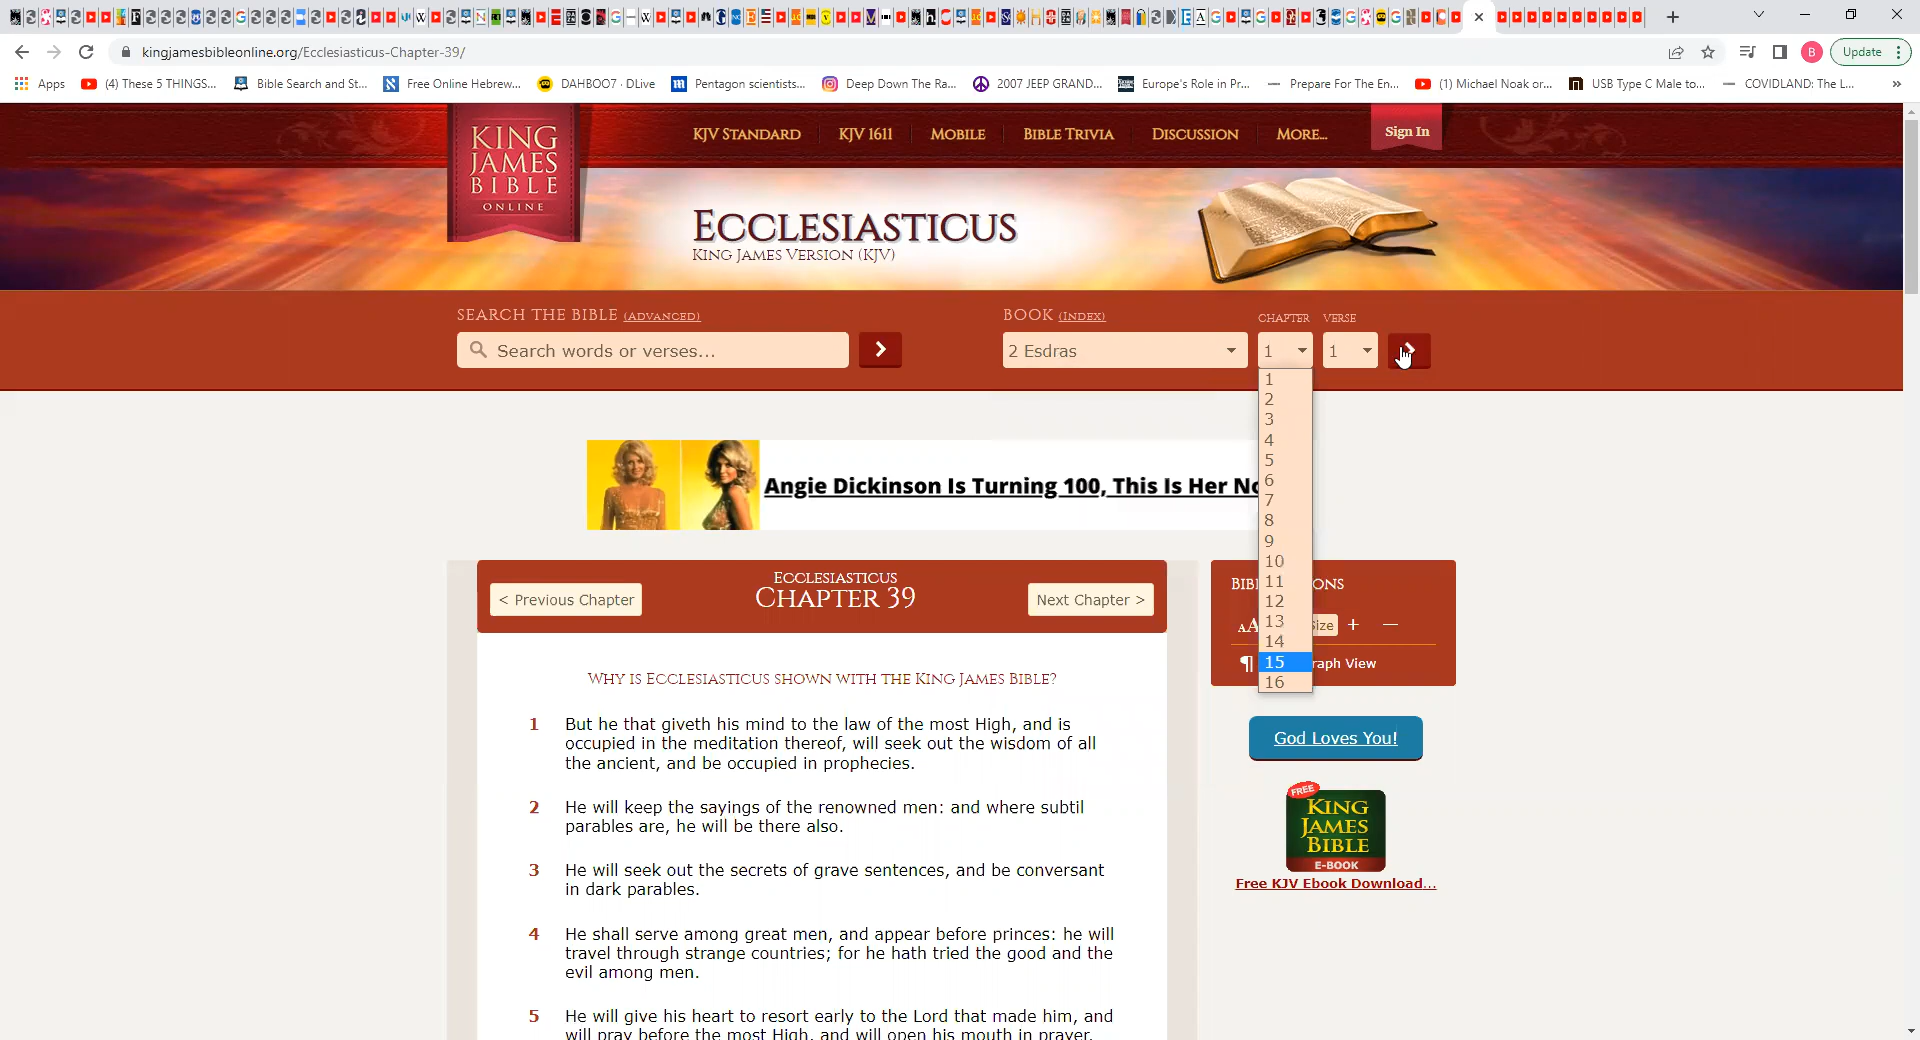 kingjamesbibleonline.org/Ecclesiasticus-Chapter-39/
B
Update
Apps
(4) These 5 THINGS...
Bible Search and St...
Free Online Hebrew...
DAHBOO7 · DLive
Pentagon scientists...
Deep Down The Ra...
2007 JEEP GRAND...
Europe's Role in Pr...
Prepare For The En...
(1) Michael Noak or...
USB Type C Male to...
COVIDLAND: The L...
KING
JAMES
BIBLE
ONLINE
KJV STANDARD
KJV 1611
MOBILE
BIBLE TRIVIA
DISCUSSION
MORE...
Sign In
ECCLESIASTICUS
KING JAMES VERSION (KJV)
SEARCH THE BIBLE (ADVANCED)
Search words or verses...
BOOK (INDEX)
CHAPTER
VERSE
2 Esdras
1
1
1
2
3
4
5
6
7
8
9
10
11
12
13
14
15
16
Angie Dickinson Is Turning 100, This Is Her
< Previous Chapter
ECCLESIASTICUS
CHAPTER 39
Next Chapter >
WHY IS ECCLESIASTICUS SHOWN WITH THE KING JAMES BIBLE?
1 But he that giveth his mind to the law of the most High, and is
occupied in the meditation thereof, will seek out the wisdom of all
the ancient, and be occupied in prophecies.
2 He will keep the sayings of the renowned men: and where subtil
parables are, he will be there also.
3 He will seek out the secrets of grave sentences, and be conversant
in dark parables.
4 He shall serve among great men, and appear before princes: he will
travel through strange countries; for he hath tried the good and the
evil among men.
5 He will give his heart to resort early to the Lord that made him, and
will pray before the most High, and will open his mouth in prayer,
God Loves You!
FREE
KING
JAMES
BIBLE
E-BOOK
Free KJV Ebook Download...